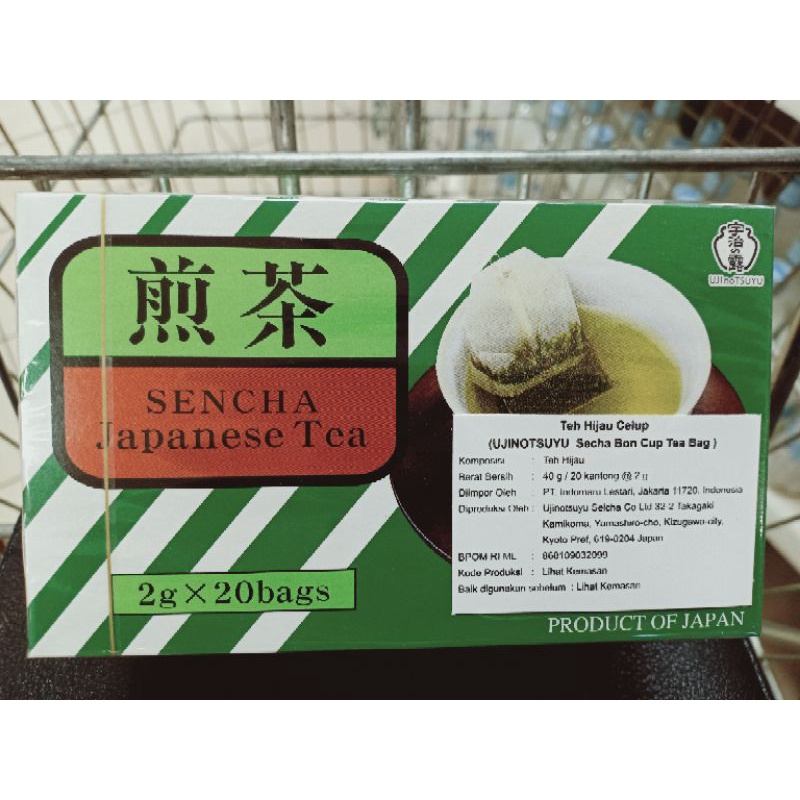 煎茶
SENCHA
Japanese Tea
2g×20bags
宇治の露
UJInoTSUYU
Teh Hijau Celup
(UJINOTSUYU Secha Bon Cup Tea Bag )
Komposisi : Teh Hijau
Berat Bersih : 40 g / 20 kantong @ 2 g
Diimpor Oleh : PT. Indomaru Lestari, Jakarta 11720, Indonesia
Diproduksi Oleh : Ujinotsuyu Seicha Co Ltd 32-2 Takagaki
Kamikoma, Yamashiro-cho, Kizugawa-city,
Kyoto Pref, 619-0204 Japan
BPOM RI ML : 868109032099
Kode Produksi : Lihat Kemasan
Baik digunakan sebelum : Lihat Kemasan
PRODUCT OF JAPAN